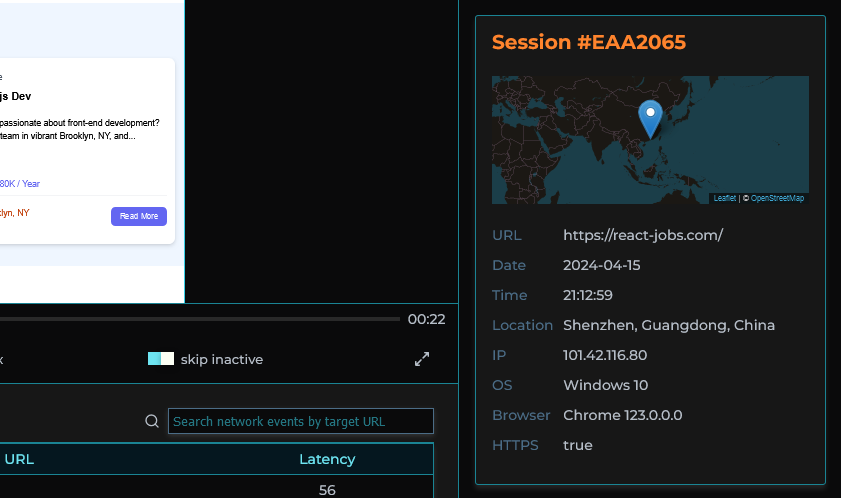 js Dev
passionate about front-end development?
team in vibrant Brooklyn, NY, and...
80K / Year
klyn, NY
Read More
00:22
x
skip inactive
Search network events by target URL
URL Latency
56
Session #EAA2065
Leaflet | © OpenStreetMap
URL https://react-jobs.com/
Date 2024-04-15
Time 21:12:59
Location Shenzhen, Guangdong, China
IP 101.42.116.80
OS Windows 10
Browser Chrome 123.0.0.0
HTTPS true